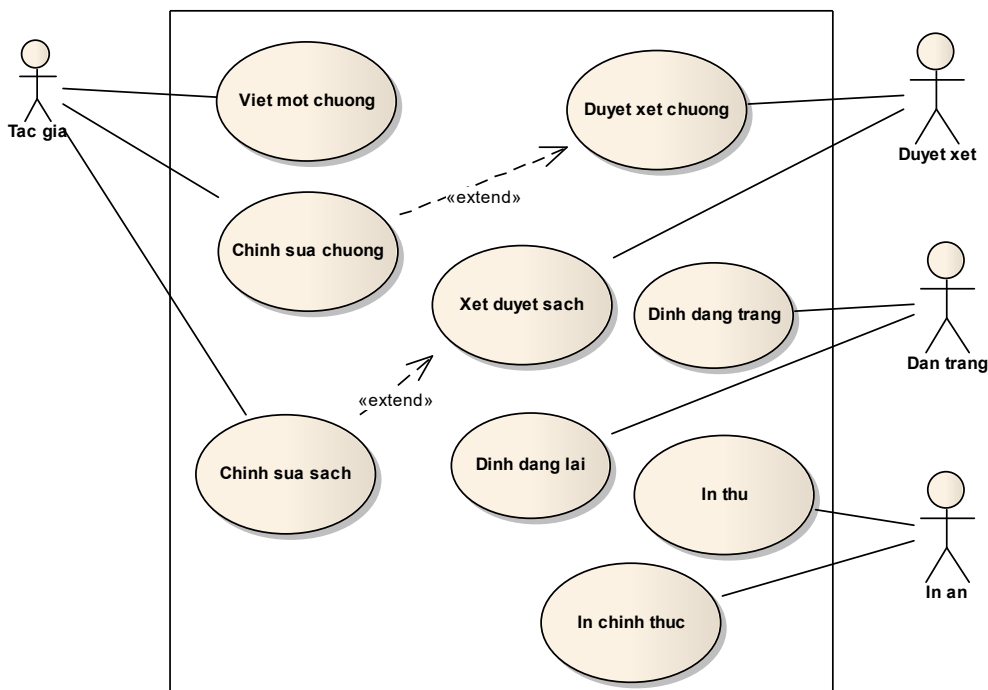 Tac gia
Viet mot chuong
Duyet xet chuong
Duyet xet
«extend»
Chinh sua chuong
Xet duyet sach
Dinh dang trang
Dan trang
«extend»
Chinh sua sach
Dinh dang lai
In thu
In an
In chinh thuc